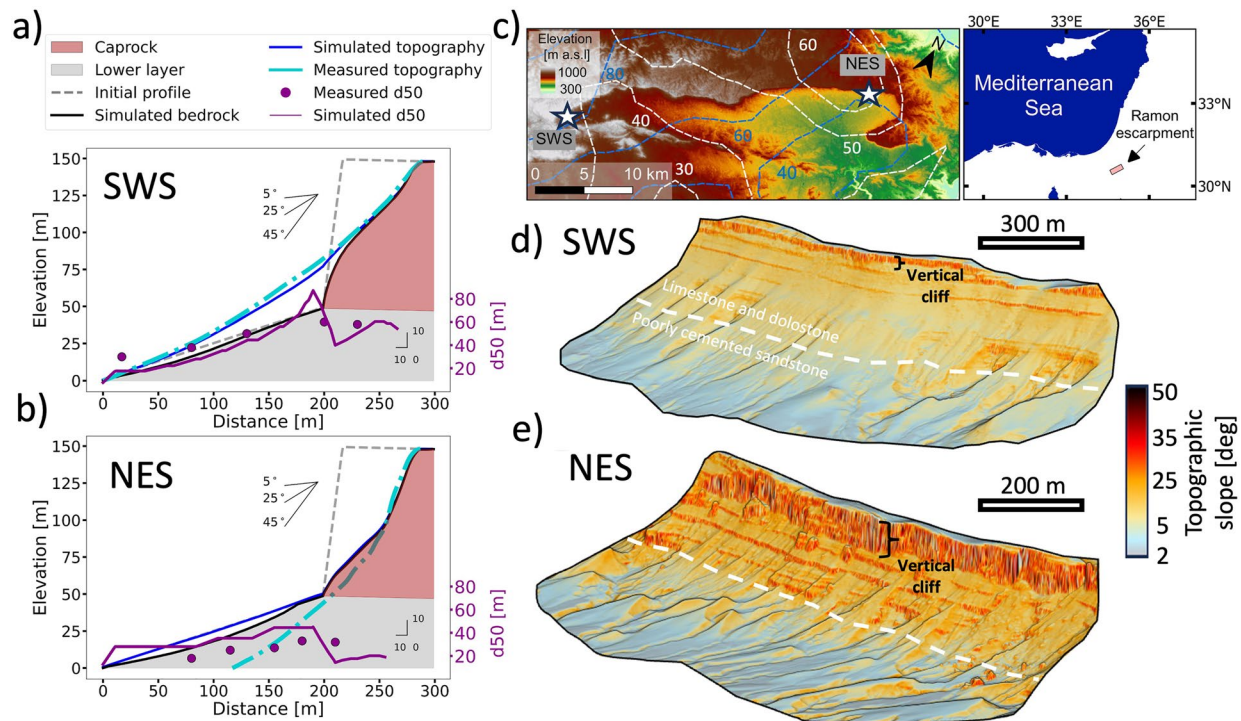 a)
Caprock
Lower layer
Initial profile
Simulated bedrock
Simulated topography
Measured topography
Measured d50
Simulated d50
SWS
150
125
100
75
50
25
0
Elevation [m]
5°
25°
45°
80
60
40
20
d50 [m]
10
10 0
0 50 100 150 200 250 300
Distance [m]
b)
NES
150
125
100
75
50
25
0
Elevation [m]
5°
25°
45°
80
60
40
20
d50 [m]
10
10 0
0 50 100 150 200 250 300
Distance [m]
c)
Elevation
[m a.s.l]
1000
300
80
60
NES
N
SWS
40
60
50
30
40
0 5 10 km
30°E 33°E 36°E
Mediterranean
Sea
33°N
Ramon
escarpment
30°N
d) SWS
300 m
Vertical
cliff
Limestone and dolostone
Poorly cemented sandstone
e)
NES
200 m
Vertical
cliff
50
35
25
5
2
Topographic
slope [deg]